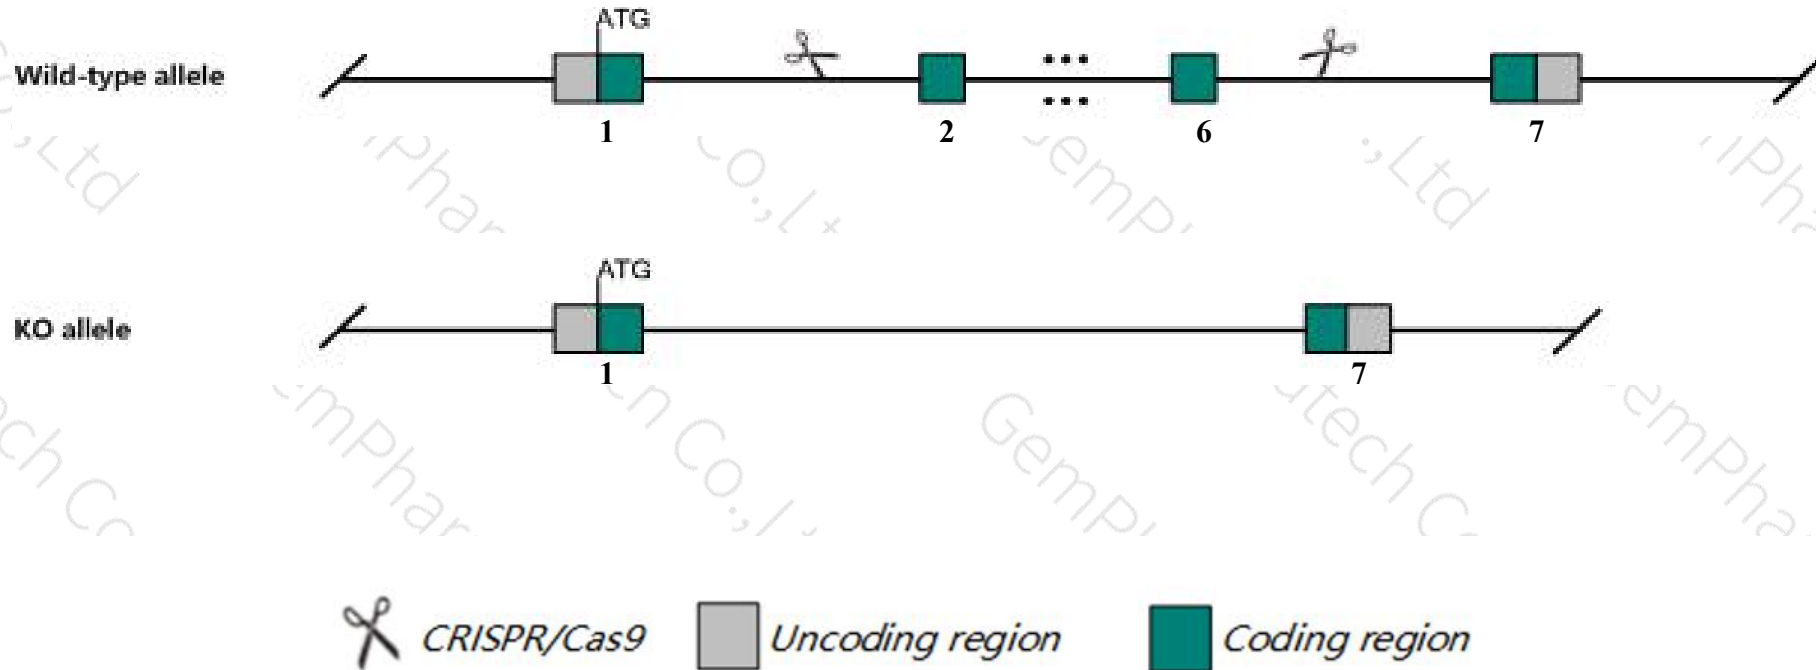 ATG
Wild-type allele
1 2 6 7
ATG
KO allele
1 7
GemPl
CRISPR/Cas9 Uncoding region Coding region